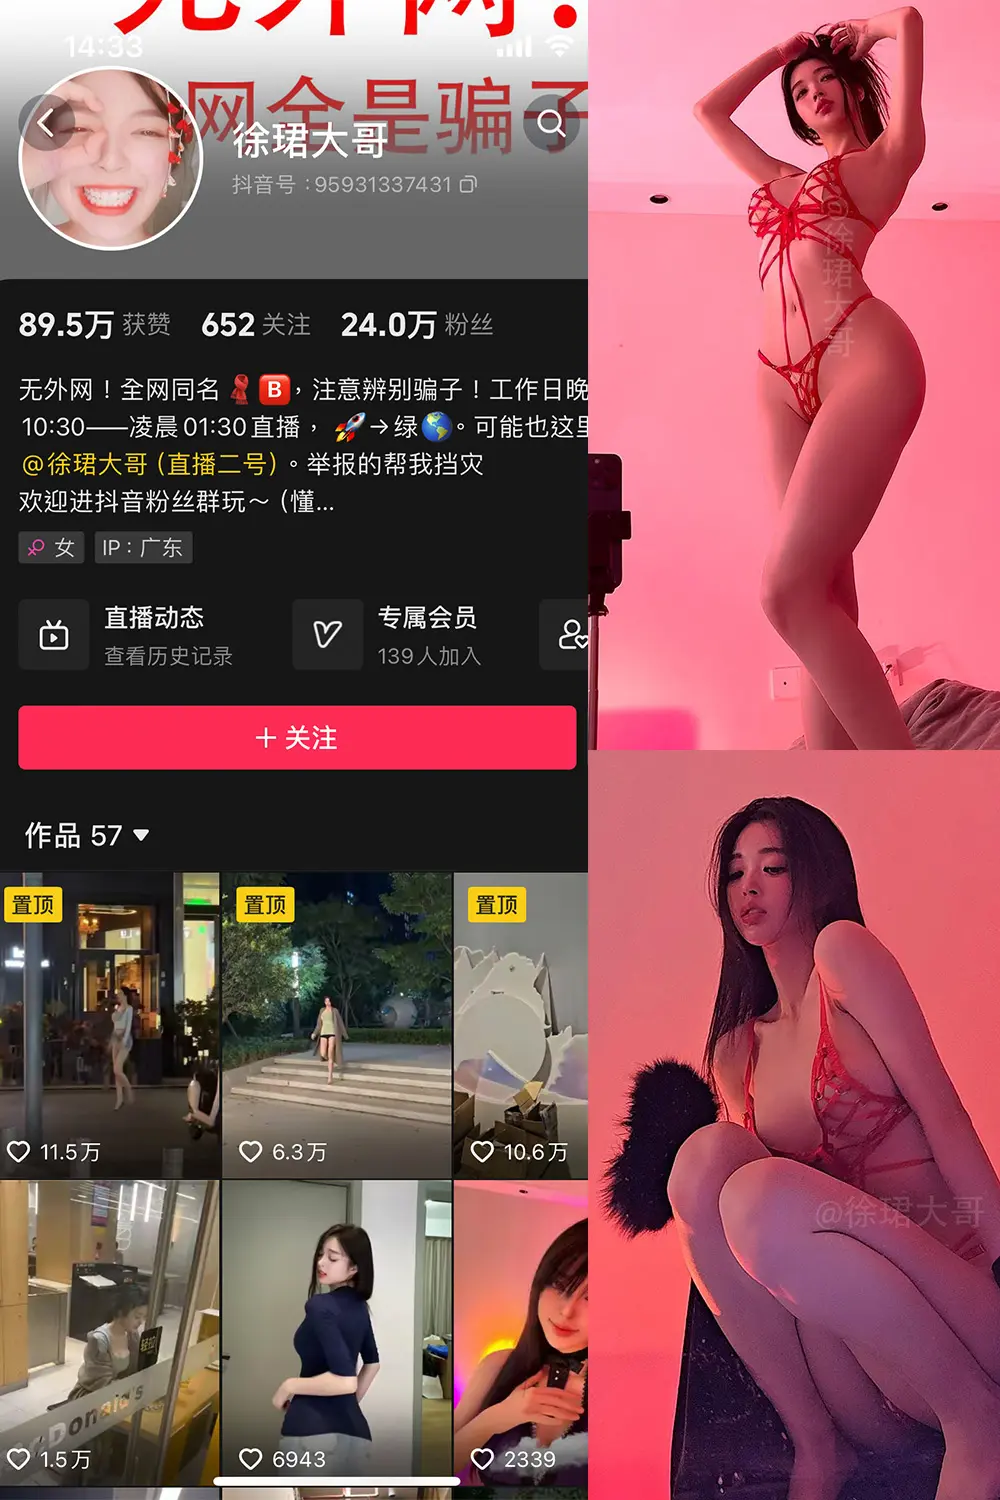 无外网！
14:33
网全是骗子
徐珺大哥
抖音号：95931337431
89.5万 获赞 652 关注 24.0万 粉丝
无外网！全网同名🧣🅱️，注意辨别骗子！工作日晚
10:30——凌晨01:30直播，🚀→绿🌎。可能也这里
@徐珺大哥（直播二号）。举报的帮我挡灾
欢迎进抖音粉丝群玩～（懂...
女 IP：广东
直播动态
查看历史记录
专属会员
139人加入
＋ 关注
作品 57
置顶
置顶
置顶
11.5万
6.3万
10.6万
Donald's
1.5万
6943
2339
@徐珺大哥
@徐珺大哥